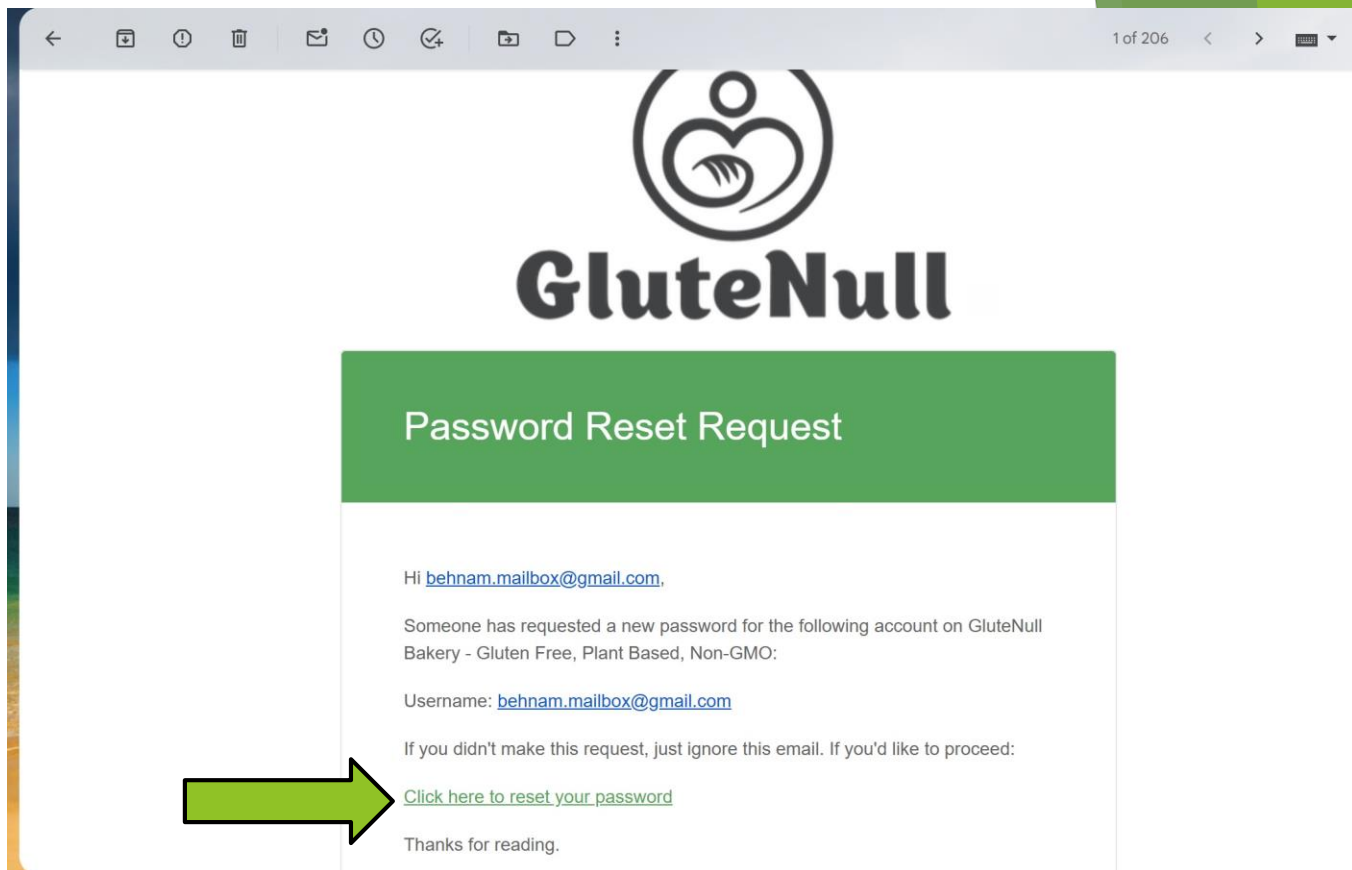 1 of 206
GluteNull
Password Reset Request
Hi behnam.mailbox@gmail.com,
Someone has requested a new password for the following account on GluteNull
Bakery - Gluten Free, Plant Based, Non-GMO:
Username: behnam.mailbox@gmail.com
If you didn't make this request, just ignore this email. If you'd like to proceed:
Click here to reset your password
Thanks for reading.